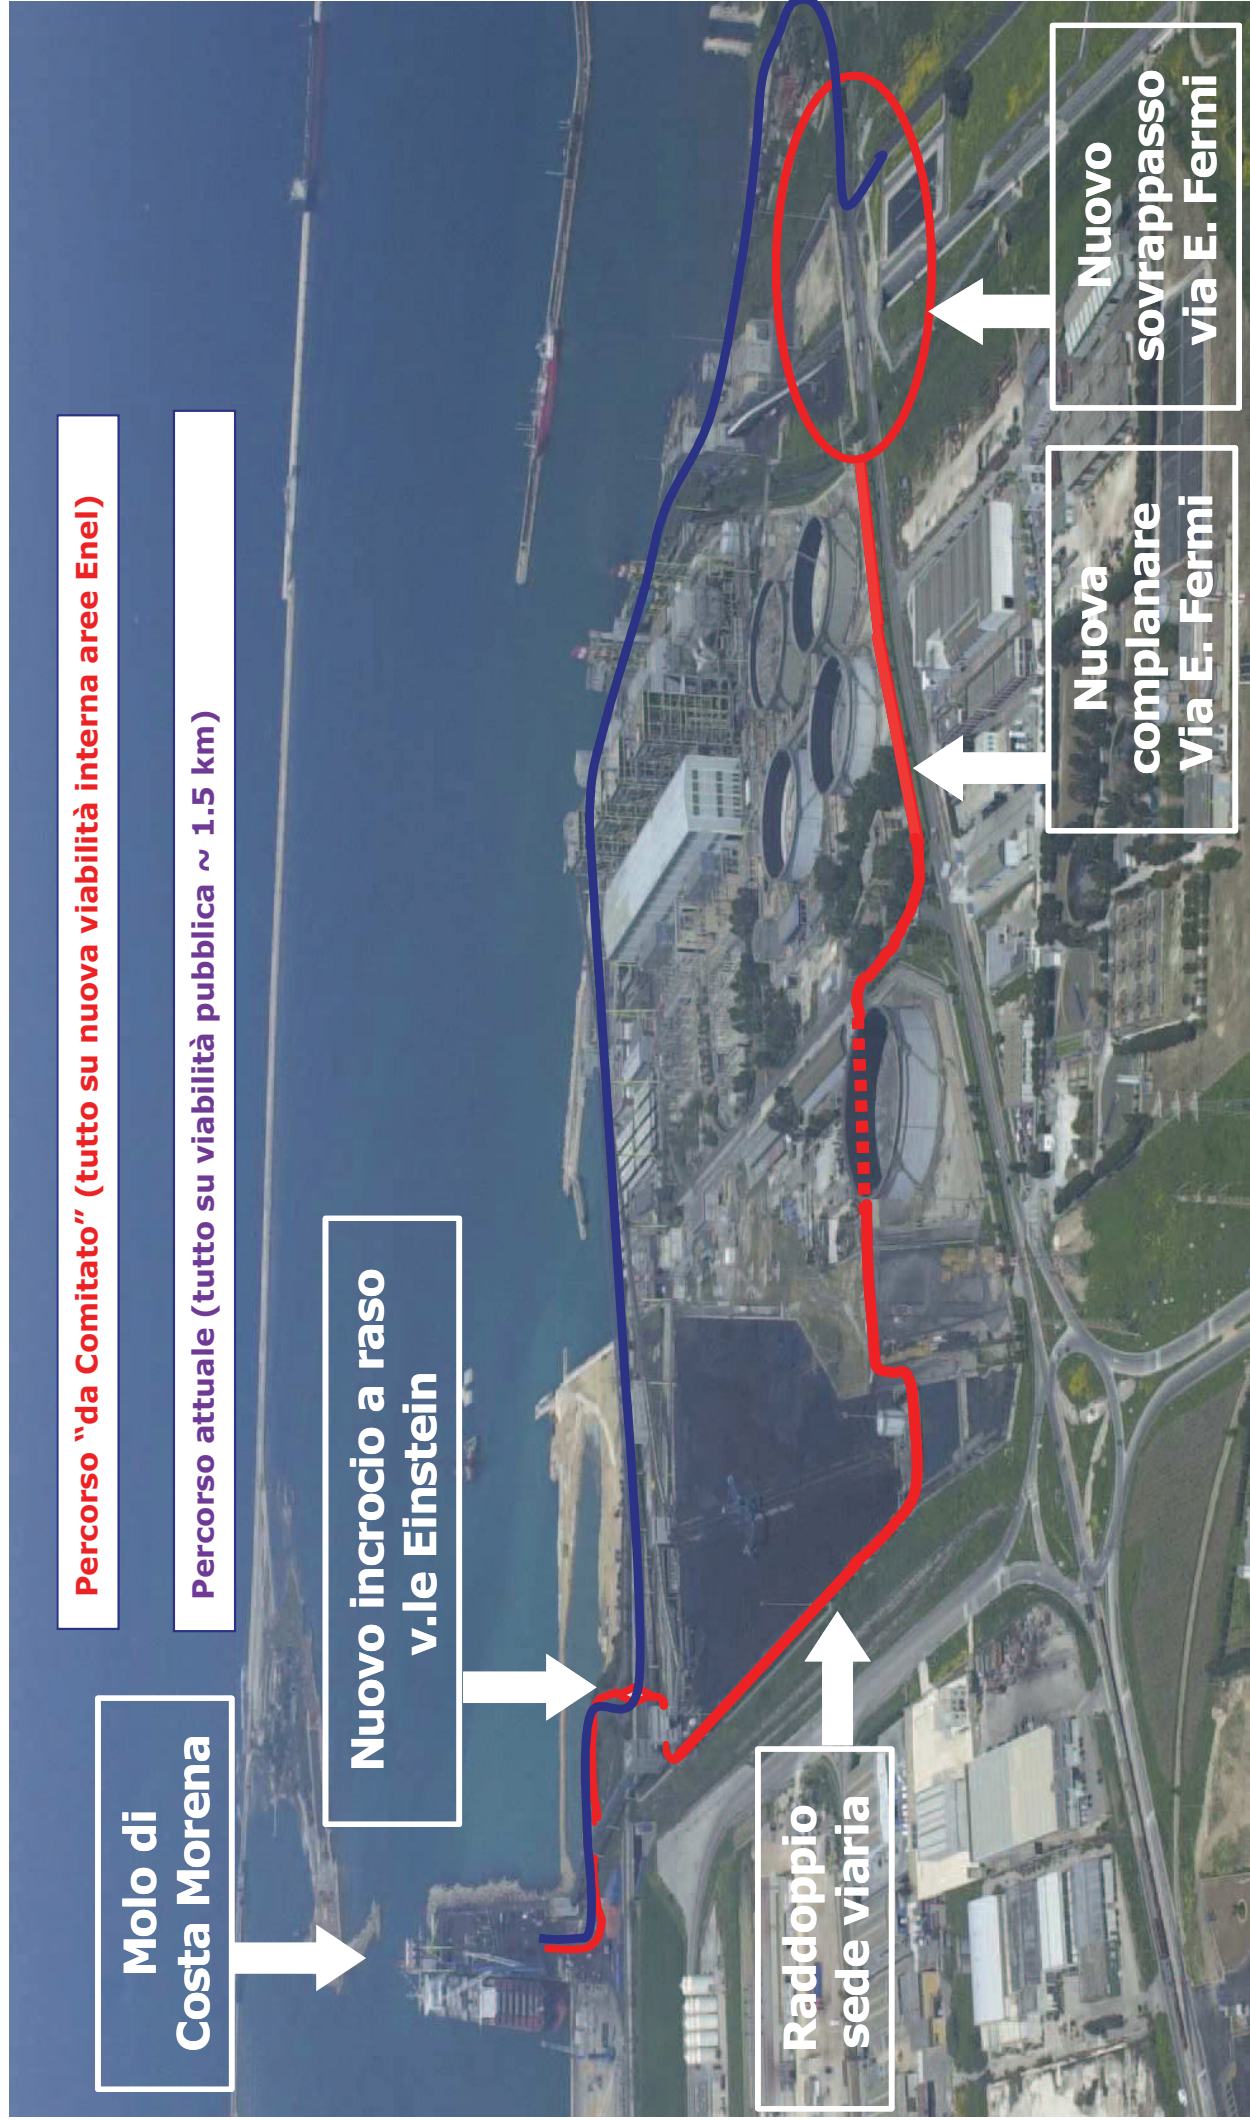 Percorso “da Comitato” (tutto su nuova viabilità interna aree Enel)
Percorso attuale (tutto su viabilità pubblica ~ 1.5 km)
Molo di
Costa Morena
Nuovo incrocio a raso
v.le Einstein
Raddoppio
sede viaria
Nuova
complanare
Via E. Fermi
Nuovo
sovrappasso
via E. Fermi